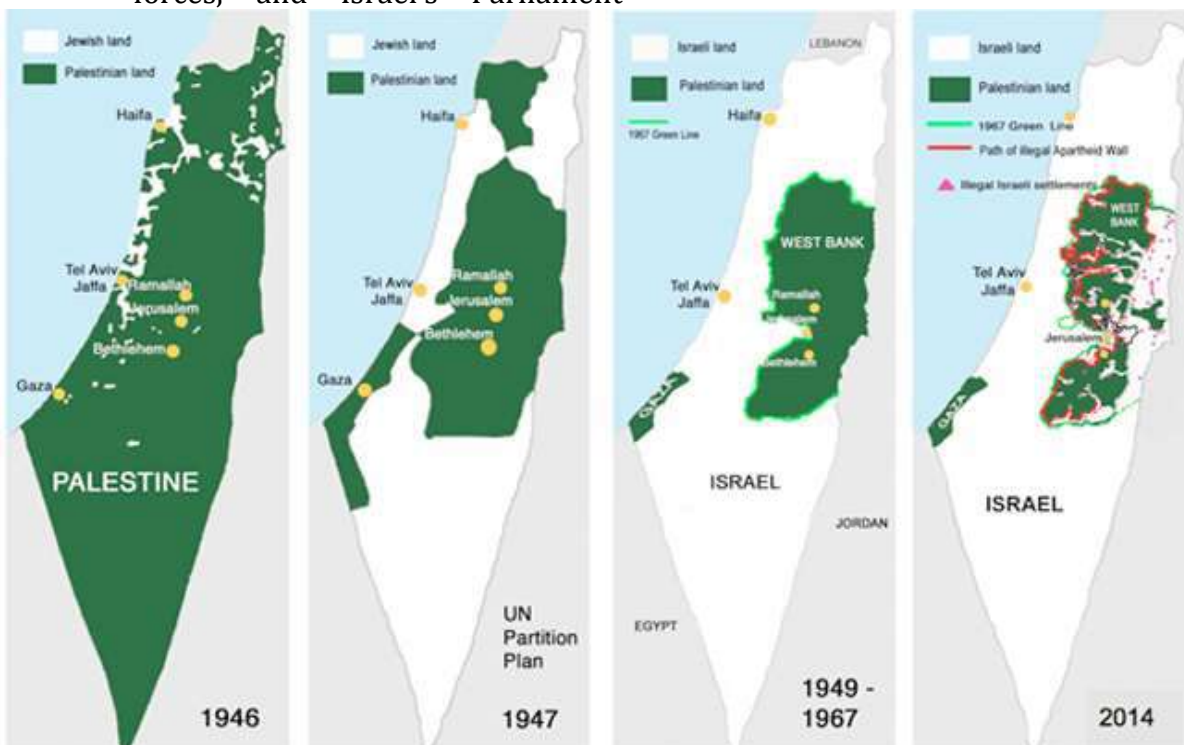 forces, and Israel's Parliament
Jewish land
Palestinian land
Haifa
Tel Aviv
Jaffa
Ramallah
Jerusalem
Bethlehem
Gaza
PALESTINE
1946
Jewish land
Palestinian land
Haifa
Tel Aviv
Jaffa
Ramallah
Jerusalem
Bethlehem
Gaza
UN
Partition
Plan
1947
Israeli land
LEBANON
Palestinian land
1967 Green Line
Haifa
WEST BANK
Tel Aviv
Jaffa
Ramallah
Jerusalem
Bethlehem
GAZA
ISRAEL
JORDAN
EGYPT
1949 -
1967
Israeli land
Palestinian land
1967 Green Line
Path of illegal Apartheid Wall
Illegal Israeli settlements
WEST
BANK
Tel Aviv
Jaffa
Jerusalem
GAZA
ISRAEL
2014